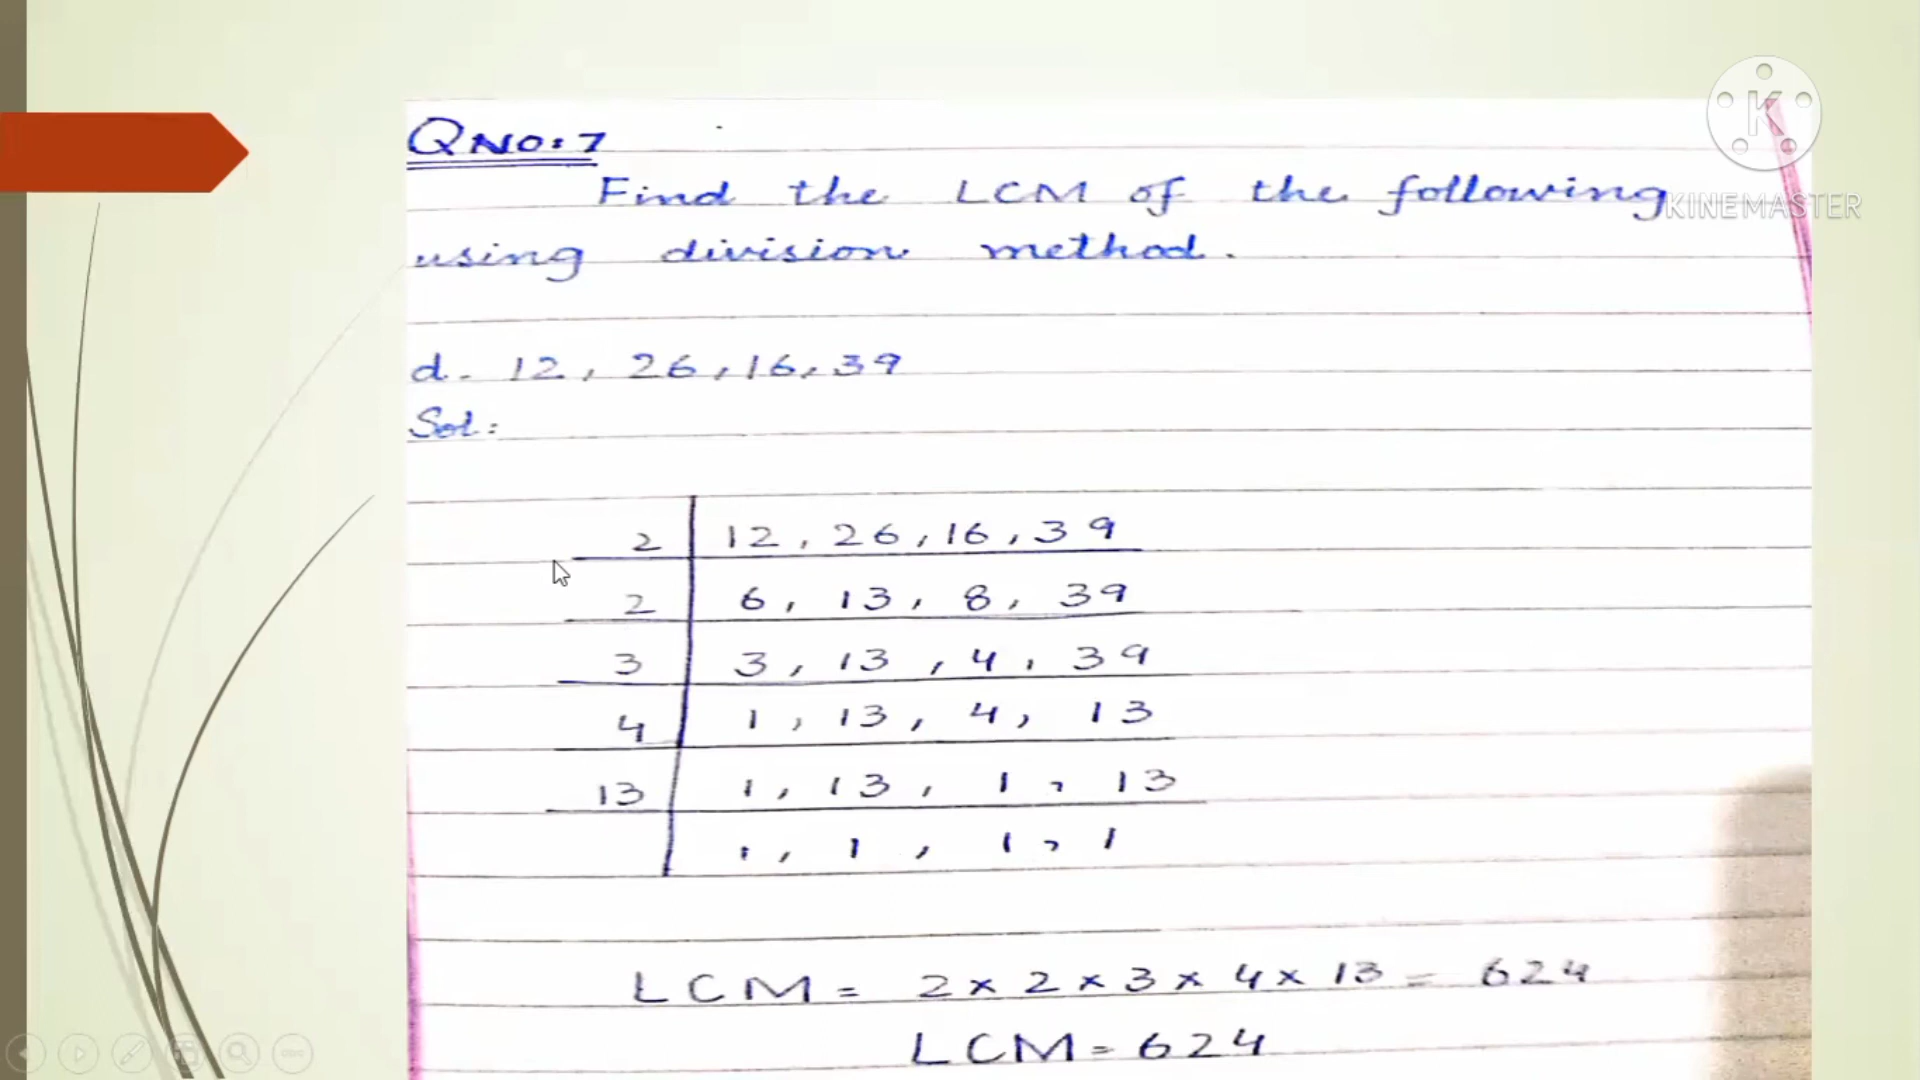 K
KINEMASTER
Q NO: 7
Find the LCM of the following
using division method.
d. 12, 26, 16, 39
Sol:
2 | 12, 26, 16, 39
2 | 6, 13, 8, 39
3 | 3, 13, 4, 39
4 | 1, 13, 4, 13
13 | 1, 13, 1, 13
1, 1, 1, 1
LCM = 2 x 2 x 3 x 4 x 13 = 624
LCM = 624